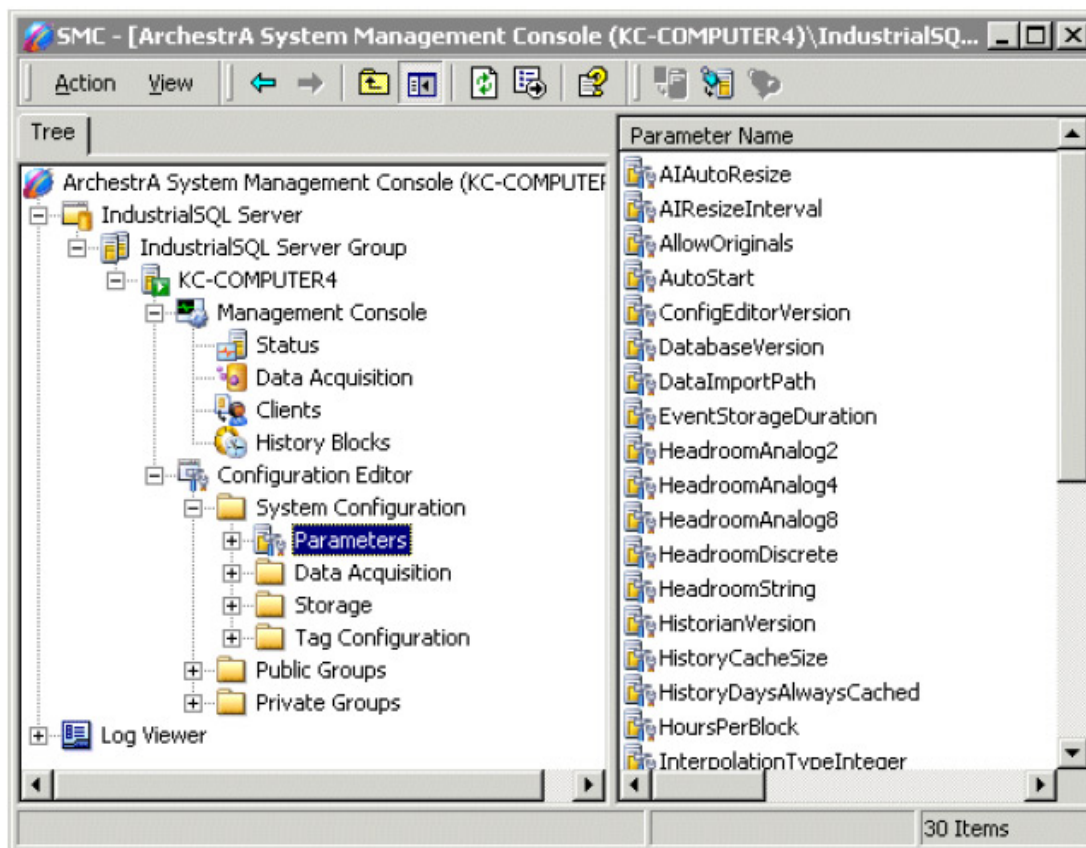 SMC - [ArchestrA System Management Console (KC-COMPUTER4)\IndustrialSQ...
Action View
Tree
ArchestrA System Management Console (KC-COMPUTER
IndustrialSQL Server
IndustrialSQL Server Group
KC-COMPUTER4
Management Console
Status
Data Acquisition
Clients
History Blocks
Configuration Editor
System Configuration
Parameters
Data Acquisition
Storage
Tag Configuration
Public Groups
Private Groups
Log Viewer
Parameter Name
AIAutoResize
AIResizeInterval
AllowOriginals
AutoStart
ConfigEditorVersion
DatabaseVersion
DataImportPath
EventStorageDuration
HeadroomAnalog2
HeadroomAnalog4
HeadroomAnalog8
HeadroomDiscrete
HeadroomString
HistorianVersion
HistoryCacheSize
HistoryDaysAlwaysCached
HoursPerBlock
InterpolationTypeInteger
30 Items